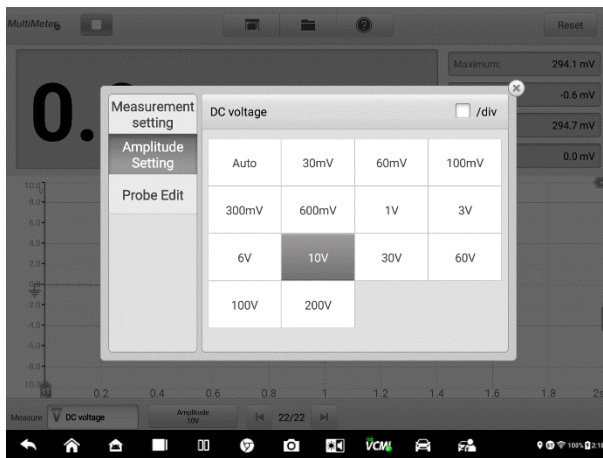 MultiMeter
Reset
Maximum: 294.1 mV
-0.6 mV
294.7 mV
0.0 mV
0.
Measurement setting
Amplitude Setting
Probe Edit
DC voltage
/div
Auto 30mV 60mV 100mV
300mV 600mV 1V 3V
6V 10V 30V 60V
100V 200V
10.0
V
8.0
6.0
4.0
2.0
0.0
-2.0
-4.0
-6.0
-8.0
0.2 0.4 0.6 0.8 1 1.2 1.4 1.6 1.8
Measure V DC voltage
Amplitude
10V
22/22
VCMI
100%